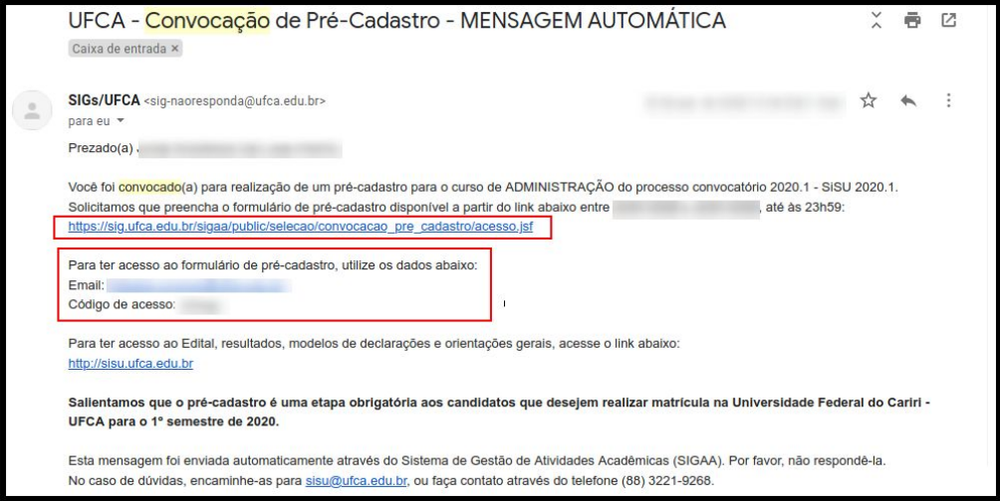 UFCA - Convocação de Pré-Cadastro - MENSAGEM AUTOMÁTICA
Caixa de entrada ×
SIGs/UFCA <sig-naoresponda@ufca.edu.br>
para eu
Prezado(a)
Você foi convocado(a) para realização de um pré-cadastro para o curso de ADMINISTRAÇÃO do processo convocatório 2020.1 - SiSU 2020.1.
Solicitamos que preencha o formulário de pré-cadastro disponível a partir do link abaixo entre , até às 23h59:
https://sig.ufca.edu.br/sigaa/public/selecao/convocacao_pre_cadastro/acesso.jsf
Para ter acesso ao formulário de pré-cadastro, utilize os dados abaixo:
Email:
Código de acesso:
Para ter acesso ao Edital, resultados, modelos de declarações e orientações gerais, acesse o link abaixo:
http://sisu.ufca.edu.br
Salientamos que o pré-cadastro é uma etapa obrigatória aos candidatos que desejem realizar matrícula na Universidade Federal do Cariri -
UFCA para o 1º semestre de 2020.
Esta mensagem foi enviada automaticamente através do Sistema de Gestão de Atividades Acadêmicas (SIGAA). Por favor, não respondê-la.
No caso de dúvidas, encaminhe-as para sisu@ufca.edu.br, ou faça contato através do telefone (88) 3221-9268.